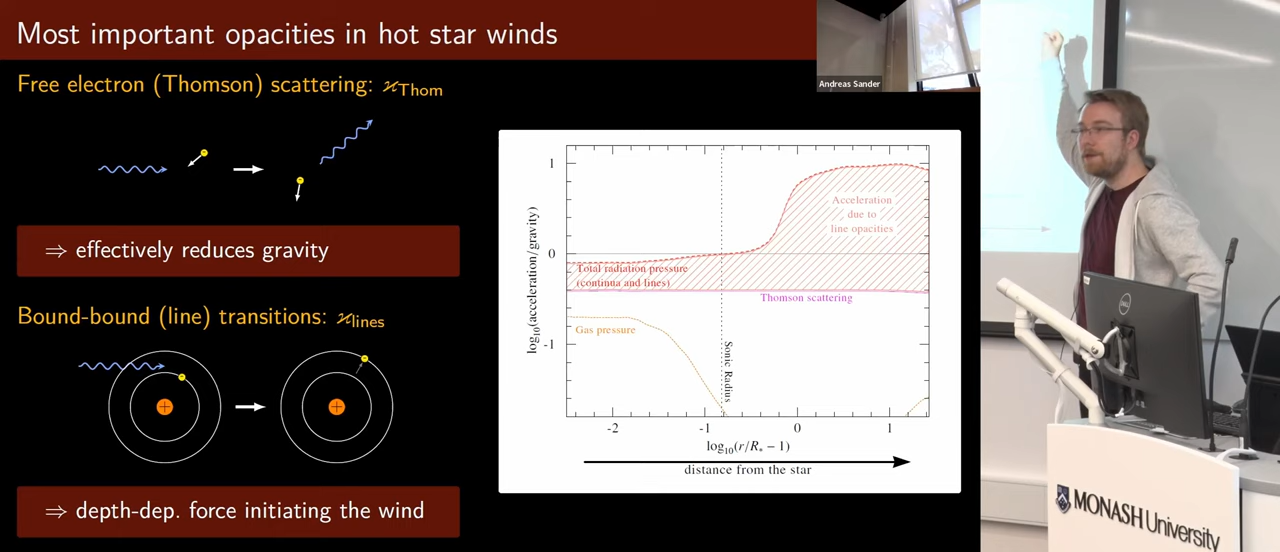 Most important opacities in hot star winds
Andreas Sander
Free electron (Thomson) scattering: ϰThom
⇒ effectively reduces gravity
Bound-bound (line) transitions: ϰlines
+
+
⇒ depth-dep. force initiating the wind
log10(acceleration/gravity)
1
0
-1
Acceleration
due to
line opacities
Total radiation pressure
(continua and lines)
Thomson scattering
Gas pressure
Sonic Radius
-2 -1 0 1
log10(r/R* − 1)
distance from the star
DELL
MONASH University